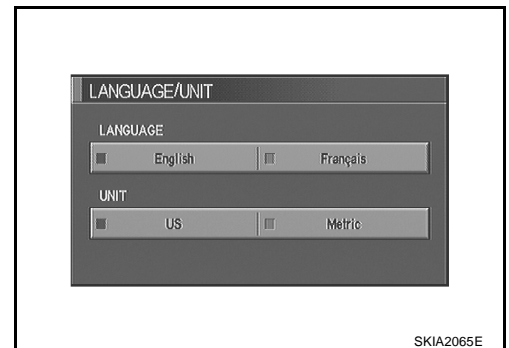 LANGUAGE/UNIT
LANGUAGE
English Français
UNIT
US Metric
SKIA2065E